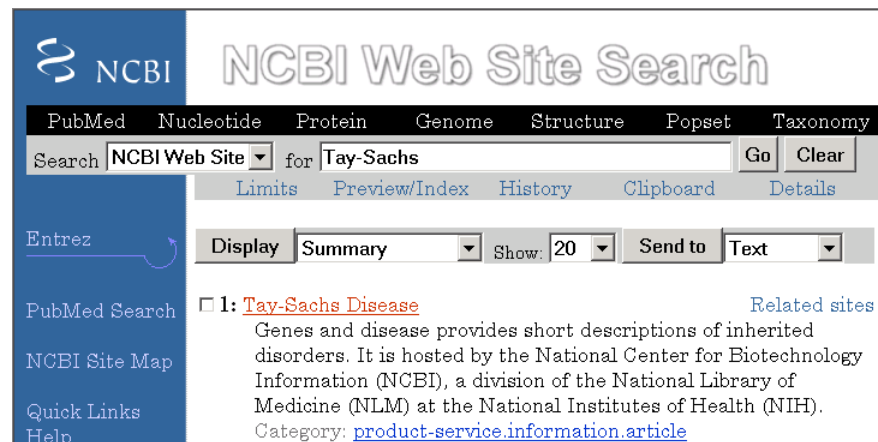 NCBI NCBI Web Site Search
PubMed Nucleotide Protein Genome Structure Popset Taxonomy
Search NCBI Web Site for Tay-Sachs Go Clear
Limits Preview/Index History Clipboard Details
Entrez
Display Summary Show: 20 Send to Text
PubMed Search
1: Tay-Sachs Disease Related sites
Genes and disease provides short descriptions of inherited
disorders. It is hosted by the National Center for Biotechnology
NCBI Site Map
Information (NCBI), a division of the National Library of
Medicine (NLM) at the National Institutes of Health (NIH).
Quick Links
Help
Category: product-service.information.article